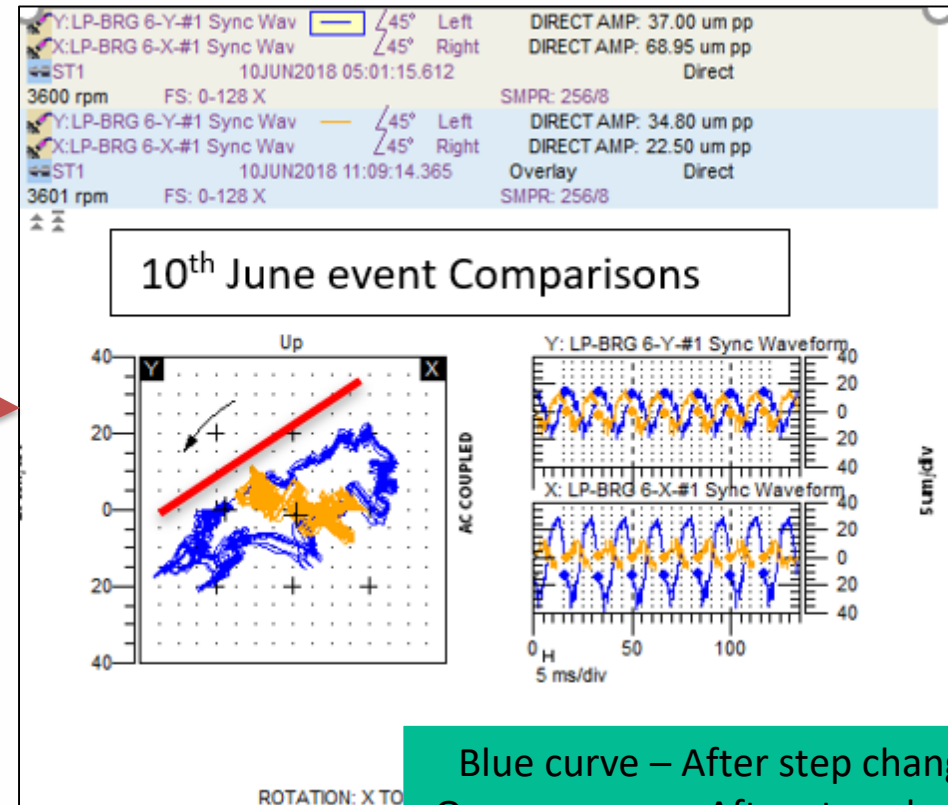 Y:LP-BRG 6-Y-#1 Sync Wav 45° Left DIRECT AMP: 37.00 um pp
X:LP-BRG 6-X-#1 Sync Wav 45° Right DIRECT AMP: 68.95 um pp
ST1 10JUN2018 05:01:15.612 Direct
3600 rpm FS: 0-128 X SMPR: 256/8
Y:LP-BRG 6-Y-#1 Sync Wav 45° Left DIRECT AMP: 34.80 um pp
X:LP-BRG 6-X-#1 Sync Wav 45° Right DIRECT AMP: 22.50 um pp
ST1 10JUN2018 11:09:14.365 Overlay Direct
3601 rpm FS: 0-128 X SMPR: 256/8
10th June event Comparisons
Up
Y X
40
20
0
20
40
AC COUPLED
Y: LP-BRG 6-Y-#1 Sync Waveform
40
20
0
20
40
X: LP-BRG 6-X-#1 Sync Waveform
40
20
0
20
40
0 50 100
H
5 ms/div
5 um/div
ROTATION: X TO
Blue curve – After step chang